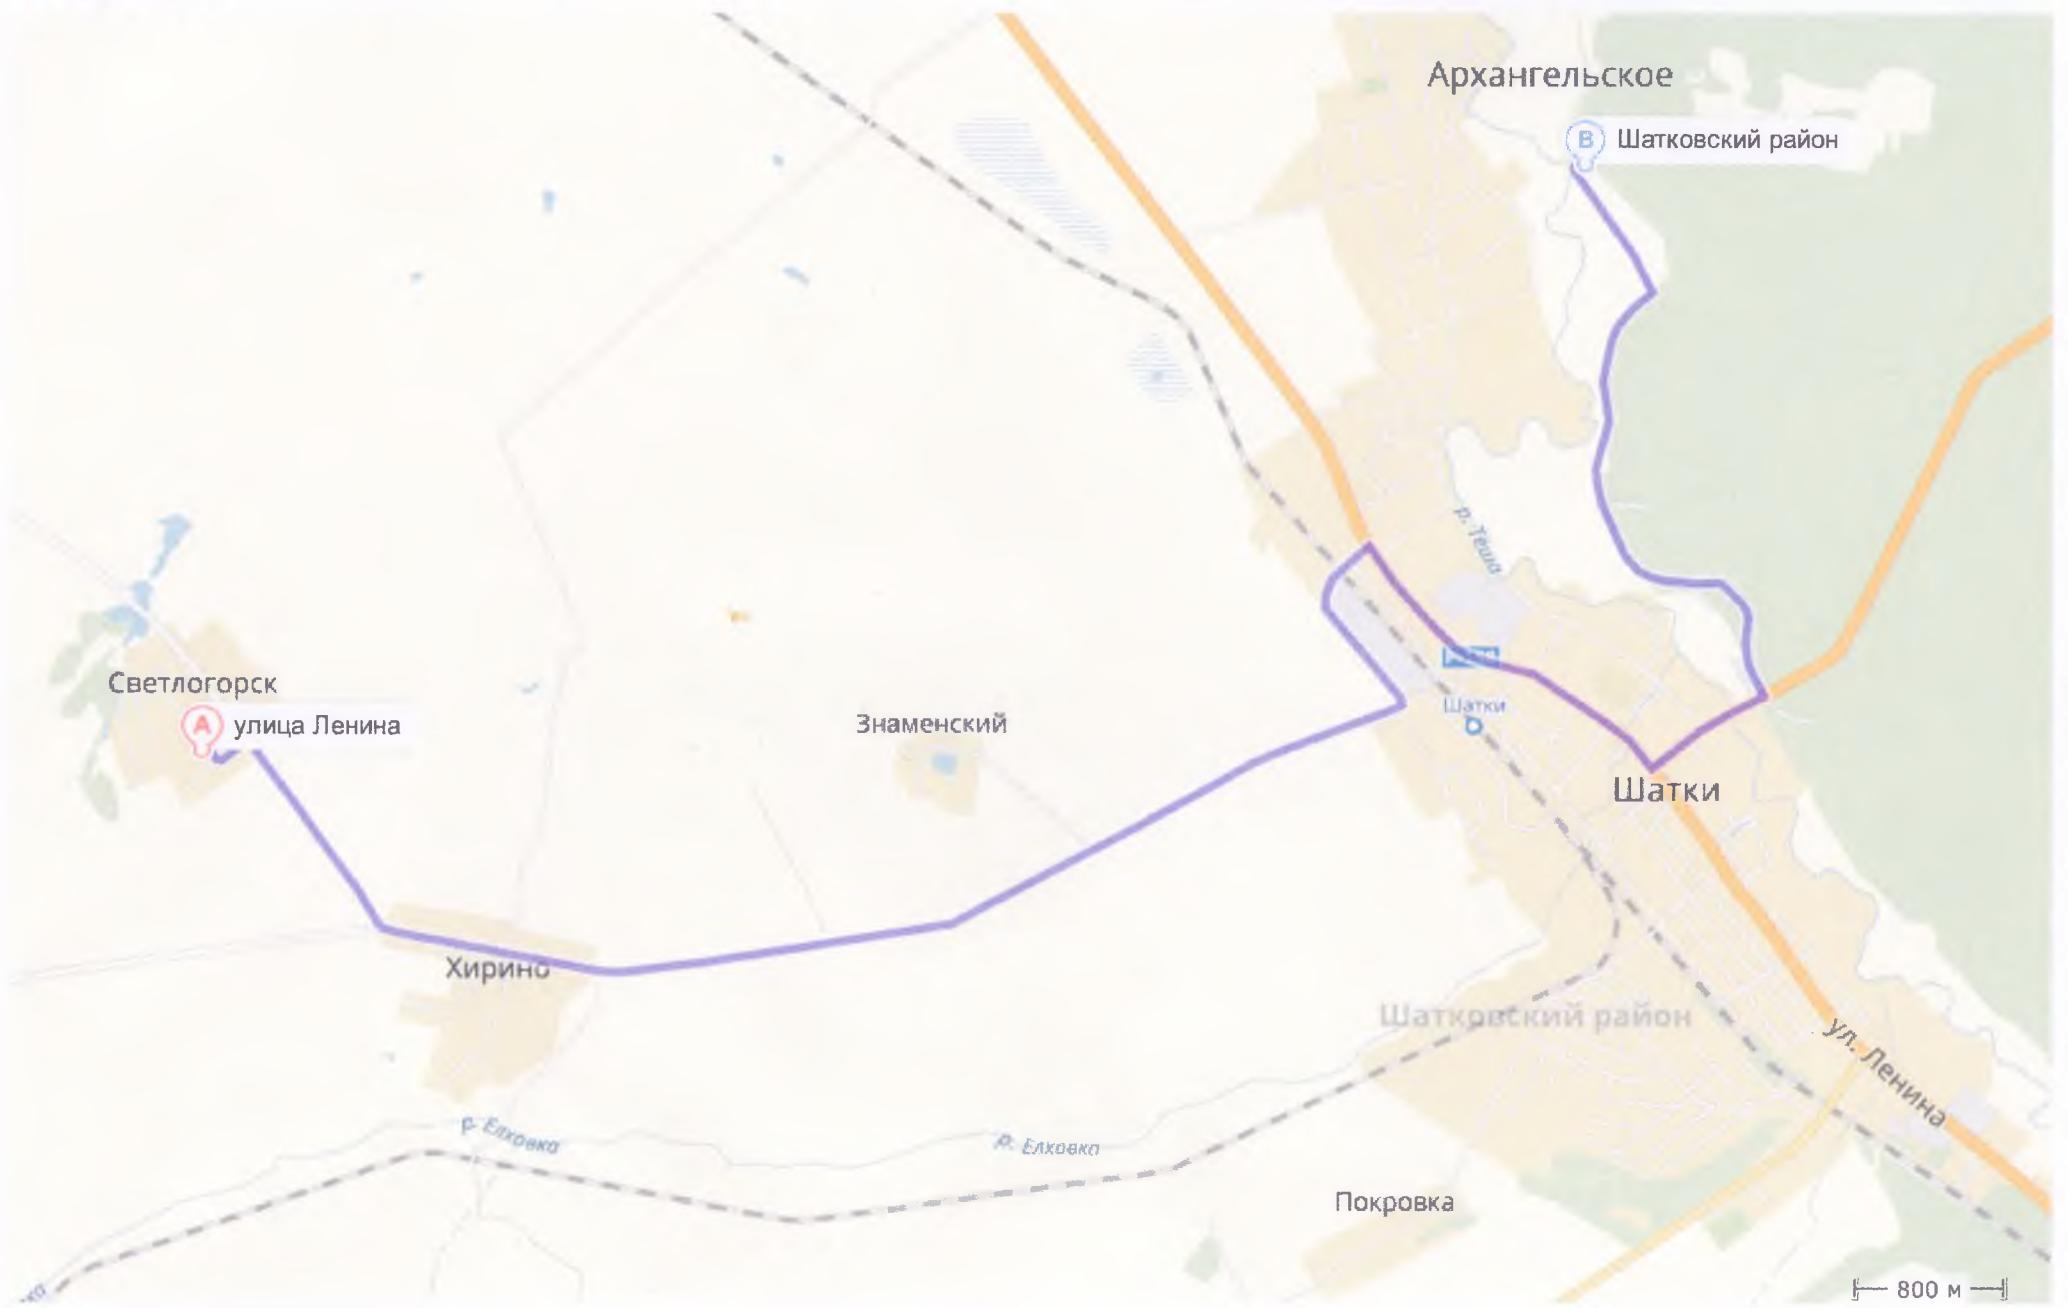 Архангельское
В Шатковский район
р. Теша
Светлогорск
А улица Ленина
Знаменский
Шатки
Шатки
Хирино
Шатковский район
ул. Ленина
р. Елховка
р. Елховка
Покровка
800 м